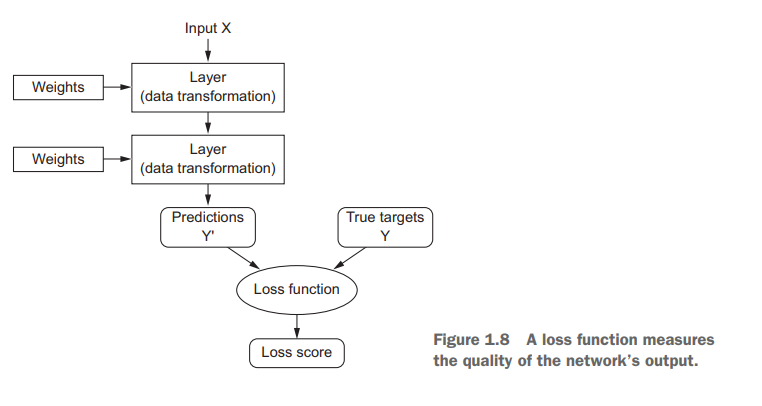 Input X
Layer
Weights
(data transformation)
Layer
Weights
(data transformation)
Predictions
Y'
True targets
Y
Loss function
Loss score
Figure 1.8 A loss function measures
the quality of the network’s output.